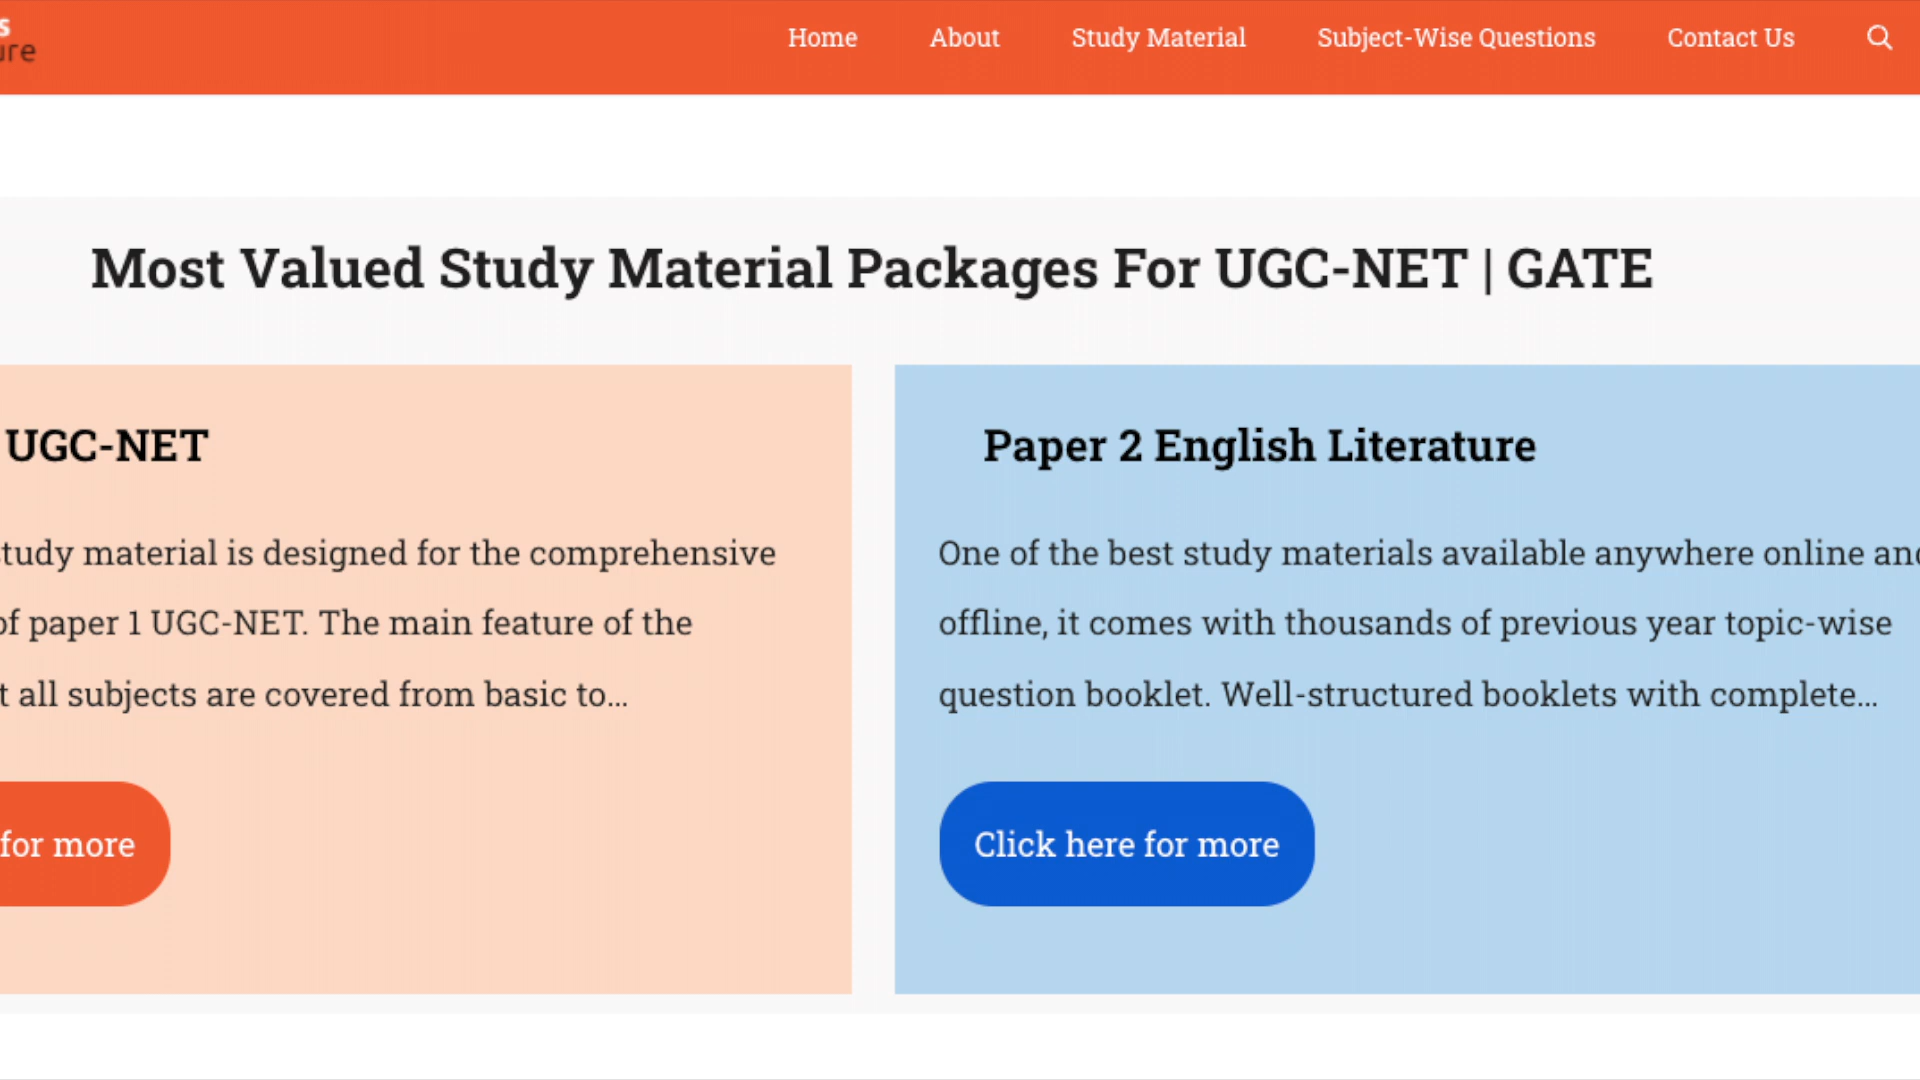 Home About Study Material Subject-Wise Questions Contact Us
Most Valued Study Material Packages For UGC-NET | GATE
UGC-NET
material is designed for the comprehensive
of paper 1 UGC-NET. The main feature of the
all subjects are covered from basic to...
for more
Paper 2 English Literature
One of the best study materials available anywhere online
offline, it comes with thousands of previous year topic-wise
question booklet. Well-structured booklets with complete...
Click here for more